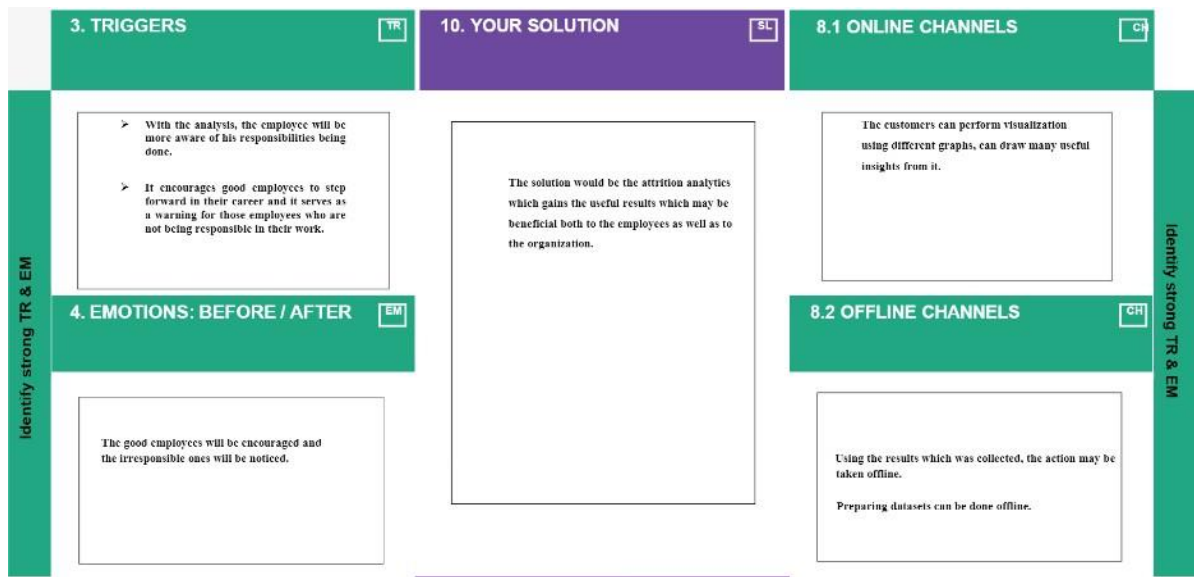 3. TRIGGERS
TR
➢ With the analysis, the employee will be
more aware of his responsibilities being
done.
➢ It encourages good employees to step
forward in their career and it serves as
a warning for those employees who are
not being responsible in their work.
4. EMOTIONS: BEFORE / AFTER
EM
The good employees will be encouraged and
the irresponsible ones will be noticed.
10. YOUR SOLUTION
SL
The solution would be the attrition analytics
which gains the useful results which may be
beneficial both to the employees as well as to
the organization.
8.1 ONLINE CHANNELS
CH
The customers can perform visualization
using different graphs, can draw many useful
insights from it.
8.2 OFFLINE CHANNELS
CH
Using the results which was collected, the action may be
taken offline.
Preparing datasets can be done offline.
Identify strong TR & EM
Identify strong TR & EM